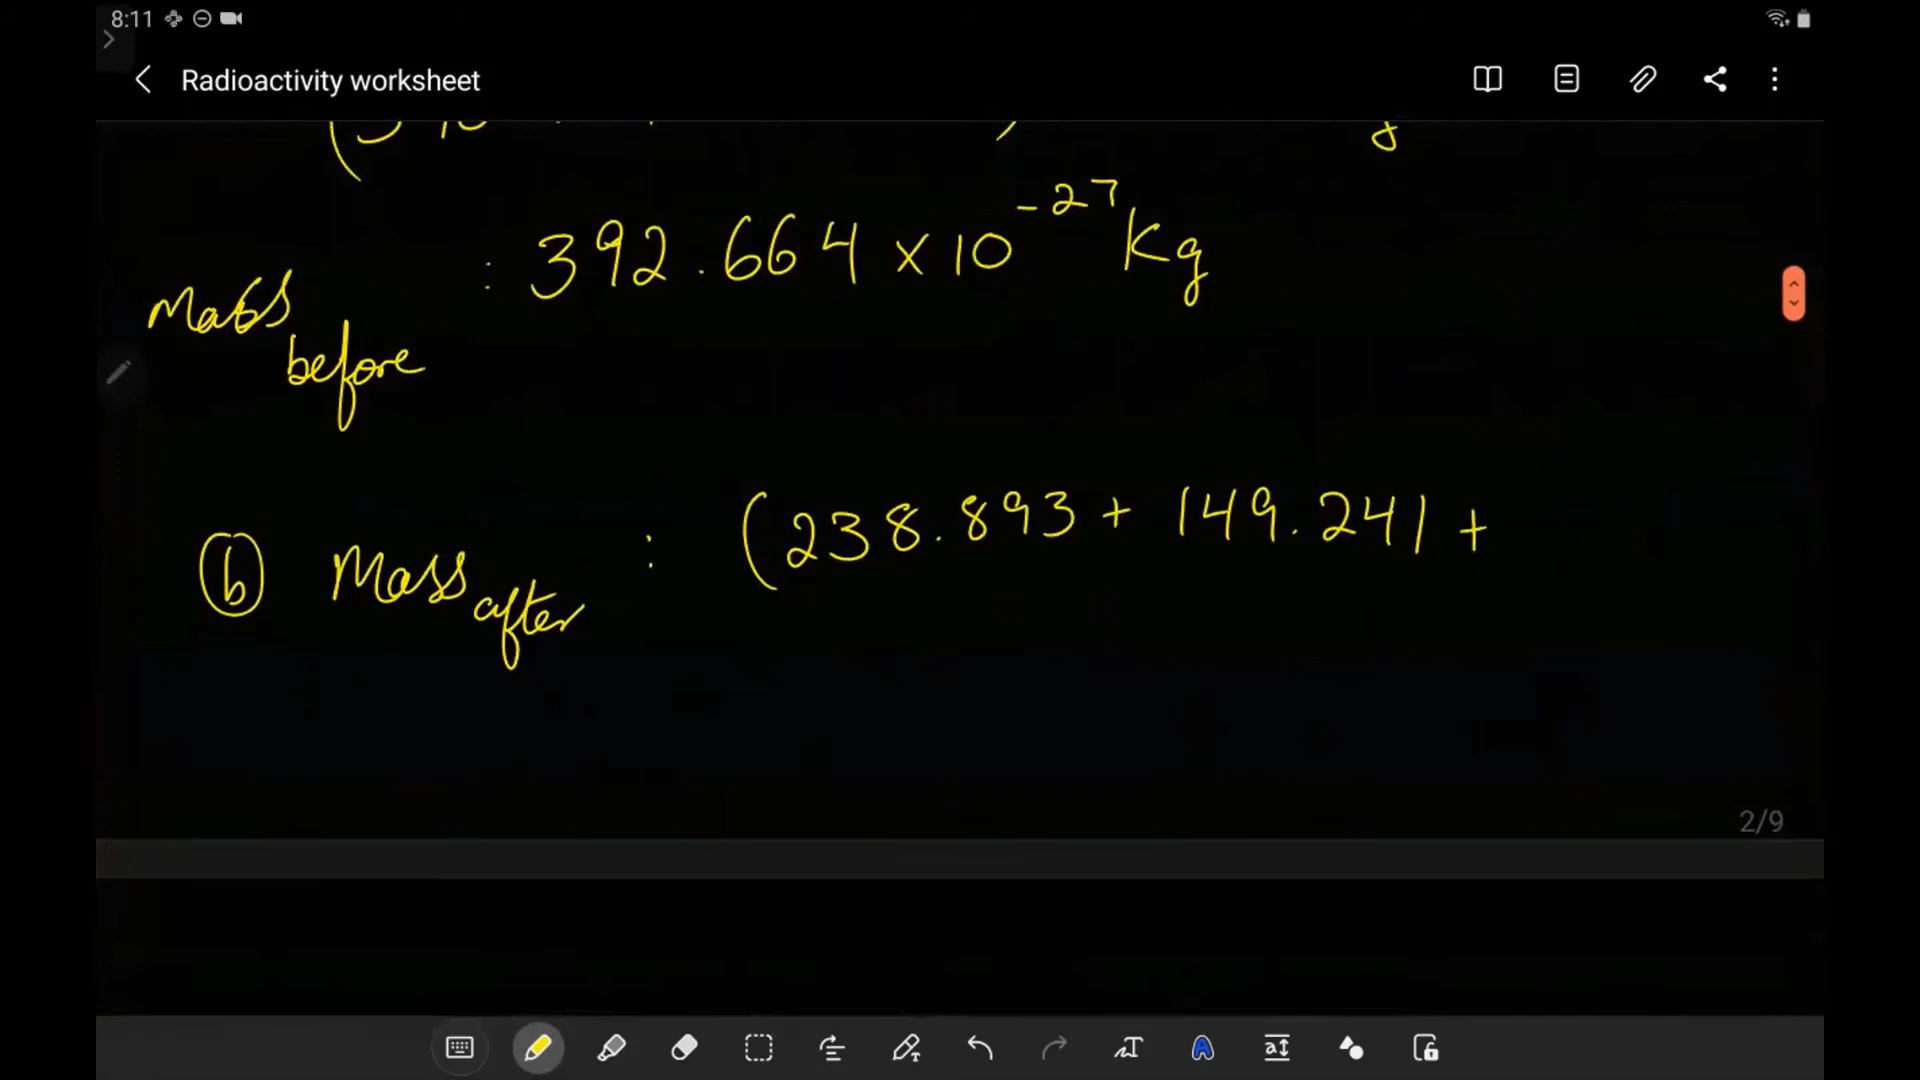 8:11
Radioactivity worksheet
: 392.664 x 10^-27 Kg
Mass before
(b) Mass after : (238.893 + 149.241 +
2/9